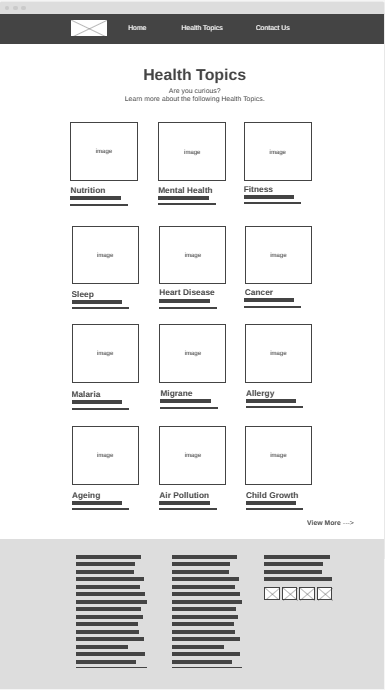 Home Health Topics Contact Us
Health Topics
Are you curious?
Learn more about the following Health Topics.
image image image
Nutrition Mental Health Fitness
image image image
Sleep Heart Disease Cancer
image image image
Malaria Migrane Allergy
image image image
Ageing Air Pollution Child Growth
View More --->